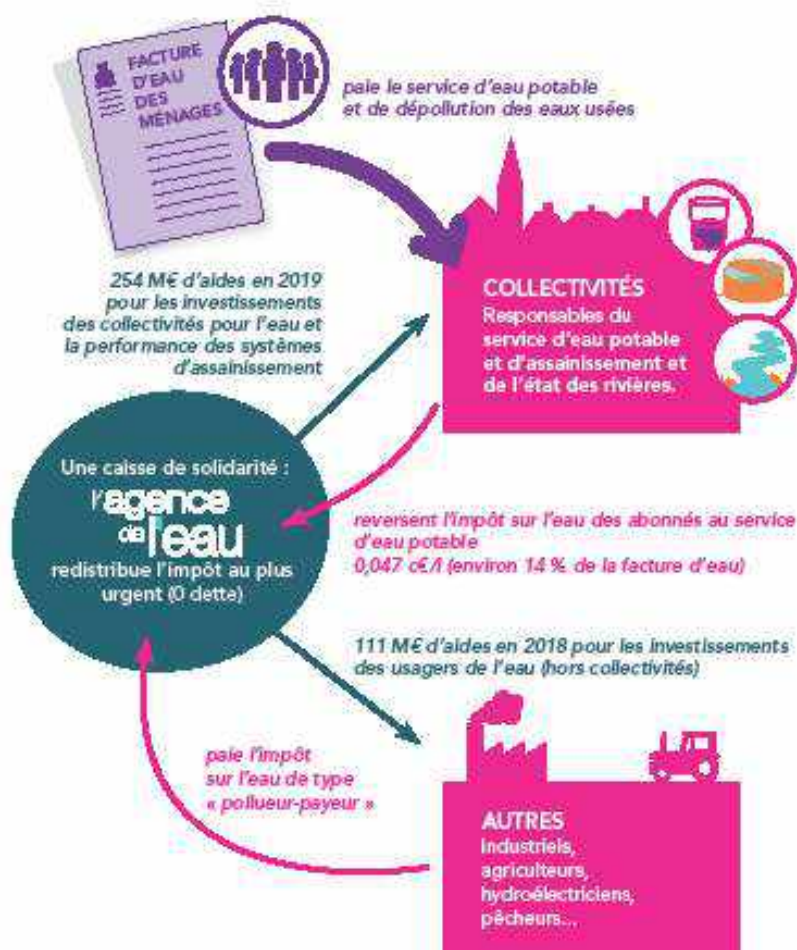 FACTURE
D'EAU
DES
MÉNAGES
paie le service d'eau potable
et de dépollution des eaux usées
254 M€ d'aides en 2019
pour les investissements
des collectivités pour l'eau et
la performance des systèmes
d'assainissement
COLLECTIVITÉS
Responsables du
service d'eau potable
et d'assainissement et
de l'état des rivières.
Une caisse de solidarité :
l'agence
de l'eau
redistribue l'impôt au plus
urgent (0 dette)
reversent l'impôt sur l'eau des abonnés au service
d'eau potable
0,047 c€/l (environ 14 % de la facture d'eau)
111 M€ d'aides en 2018 pour les investissements
des usagers de l'eau (hors collectivités)
paie l'impôt
sur l'eau de type
« pollueur-payeur »
AUTRES
industriels,
agriculteurs,
hydroélectriciens,
pêcheurs...